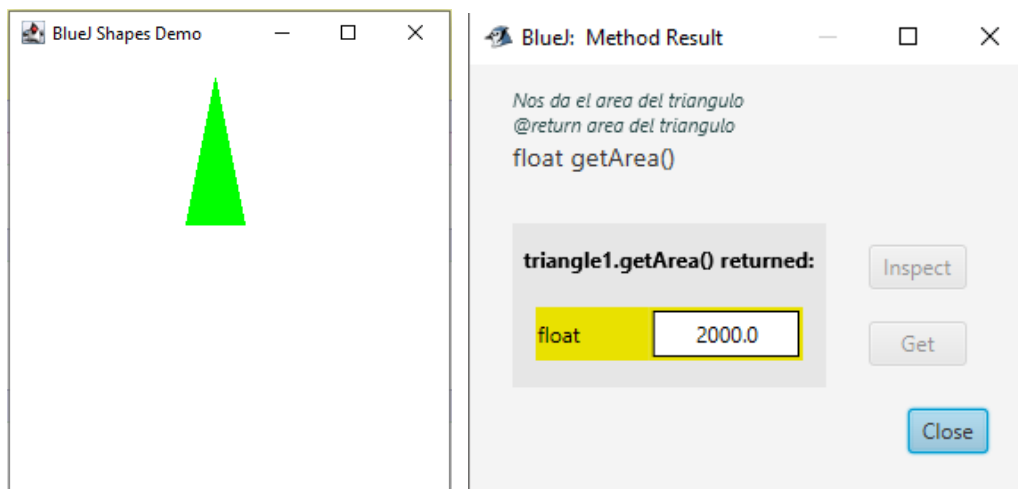 BlueJ Shapes Demo
BlueJ:  Method Result
Nos da el area del triangulo
@return area del triangulo
float getArea()
triangle1.getArea() returned:
float
2000.0
Inspect
Get
Close